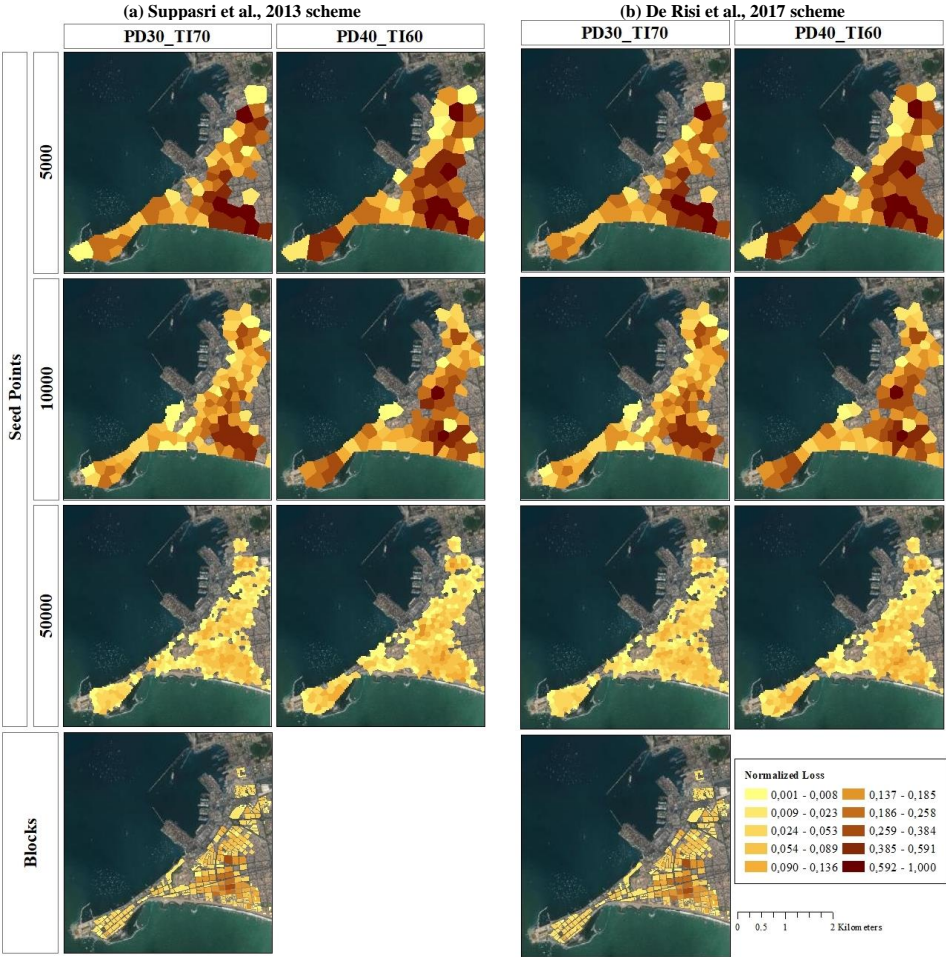 (a) Suppasri et al., 2013 scheme
(b) De Risi et al., 2017 scheme
PD30_TI70
PD40_TI60
PD30_TI70
PD40_TI60
Seed Points
5000
10000
50000
Blocks
Normalized Loss
0,001 - 0,008
0,137 - 0,185
0,009 - 0,023
0,186 - 0,258
0,024 - 0,053
0,259 - 0,384
0,054 - 0,089
0,385 - 0,591
0,090 - 0,136
0,592 - 1,000
0 0.5 1 2 Kilometers